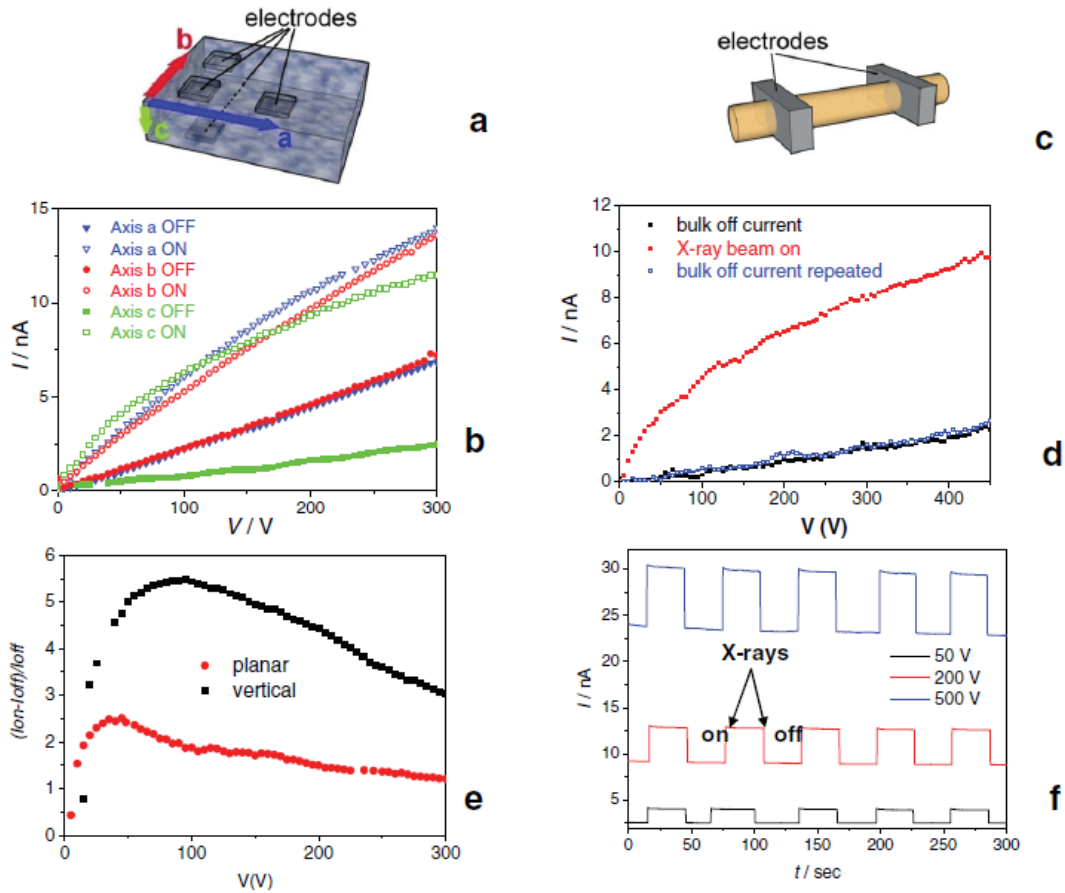 electrodes
b
c
a
a
electrodes
c
15
10
5
0
0
100
200
300
I / nA
V / V
Axis a OFF
Axis a ON
Axis b OFF
Axis b ON
Axis c OFF
Axis c ON
b
12
10
8
6
4
2
0
0
100
200
300
400
I / nA
V (V)
bulk off current
X-ray beam on
bulk off current repeated
d
6
5
4
3
2
1
0
0
100
200
300
(Ion-Ioff)/Ioff
V(V)
planar
vertical
e
30
25
20
15
10
5
0
50
100
150
200
250
300
I / nA
t / sec
X-rays
on
off
50 V
200 V
500 V
f